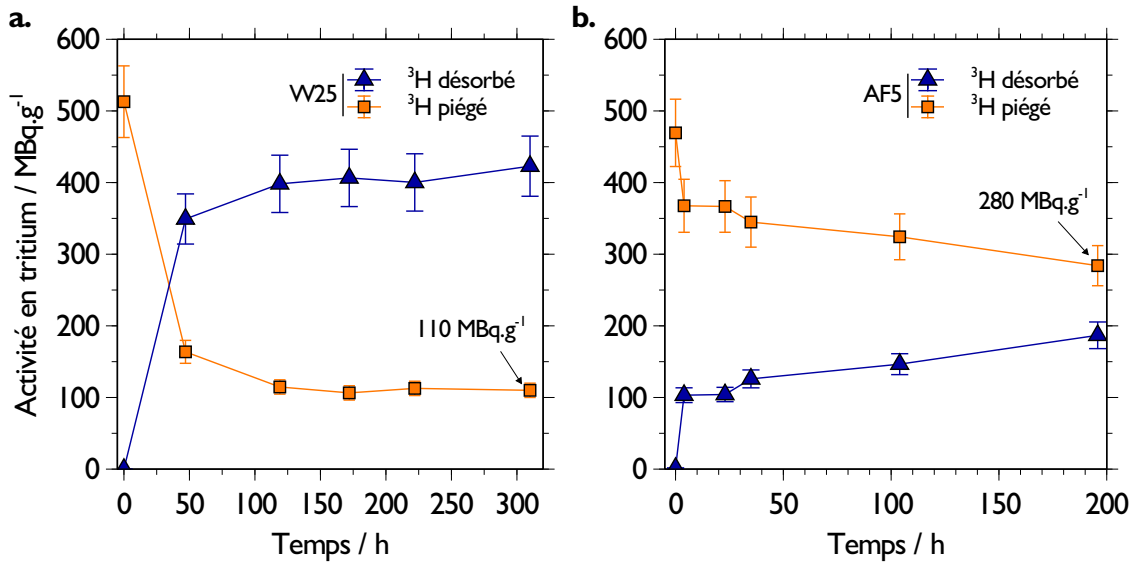 a.
600
500
400
300
200
100
0
Activité en tritium / MBq.g⁻¹
W25
³H désorbé
³H piégé
110 MBq.g⁻¹
0 50 100 150 200 250 300
Temps / h
b.
600
500
400
300
200
100
0
AF5
³H désorbé
³H piégé
280 MBq.g⁻¹
0 50 100 150 200
Temps / h